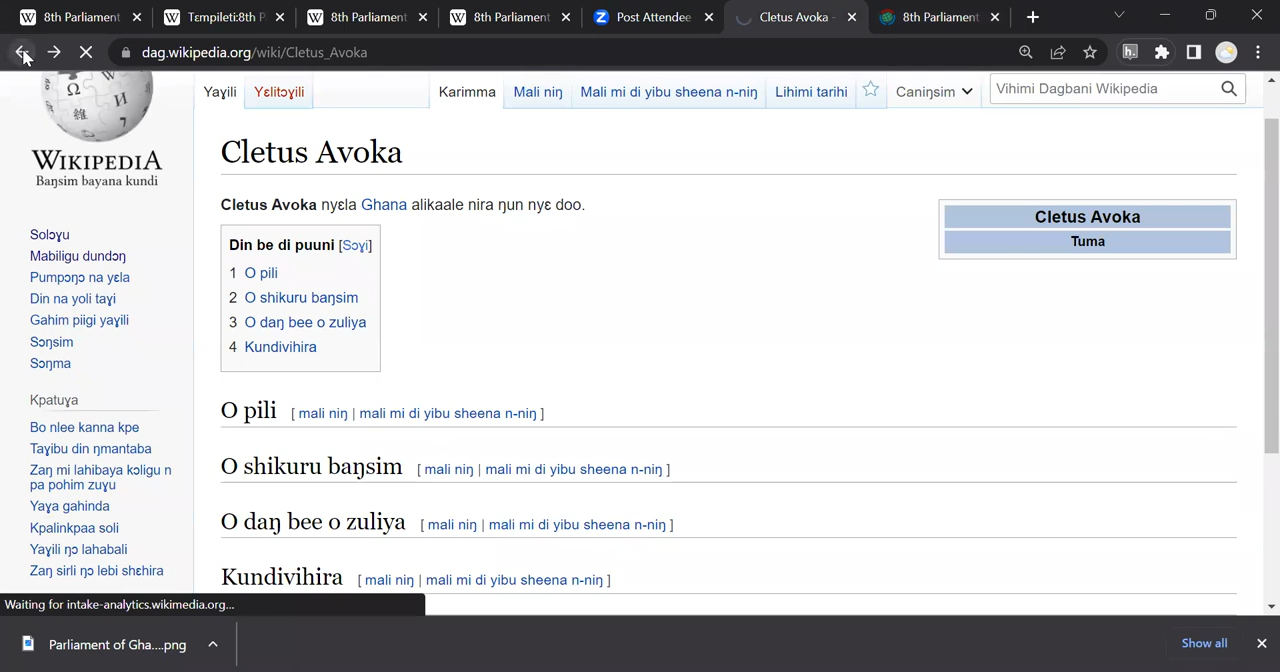 8th Parliament
Tɛmpileti:8th P
8th Parliament
8th Parliament
Post Attendee
Cletus Avoka -
8th Parliament
dag.wikipedia.org/wiki/Cletus_Avoka
WIKIPEDIA
Baŋsim bayana kundi
Yaɣili
Yɛlitɔɣili
Karimma
Mali niŋ
Mali mi di yibu sheena n-niŋ
Lihimi tarihi
Caniŋsim
Vihimi Dagbani Wikipedia
Cletus Avoka
Cletus Avoka nyɛla Ghana alikaale nira ŋun nyɛ doo.
Cletus Avoka
Tuma
Din be di puuni [Sɔɣi]
1 O pili
2 O shikuru baŋsim
3 O daŋ bee o zuliya
4 Kundivihira
O pili [ mali niŋ | mali mi di yibu sheena n-niŋ ]
O shikuru baŋsim [ mali niŋ | mali mi di yibu sheena n-niŋ ]
O daŋ bee o zuliya [ mali niŋ | mali mi di yibu sheena n-niŋ ]
Kundivihira [ mali niŋ | mali mi di yibu sheena n-niŋ ]
Solɔɣu
Mabiligu dundɔŋ
Pumpɔŋɔ na yɛla
Din na yoli taɣi
Gahim piigi yaɣili
Sɔŋsim
Sɔŋma
Kpatuɣa
Bo nlee kanna kpe
Taɣibu din ŋmantaba
Zaŋ mi lahibaya kɔligu n
pa pohim zuɣu
Yaɣa gahinda
Kpalinkpaa soli
Yaɣili ŋɔ lahabali
Zaŋ sirli ŋɔ lebi shɛhira
Waiting for intake-analytics.wikimedia.org...
Parliament of Gha....png
Show all